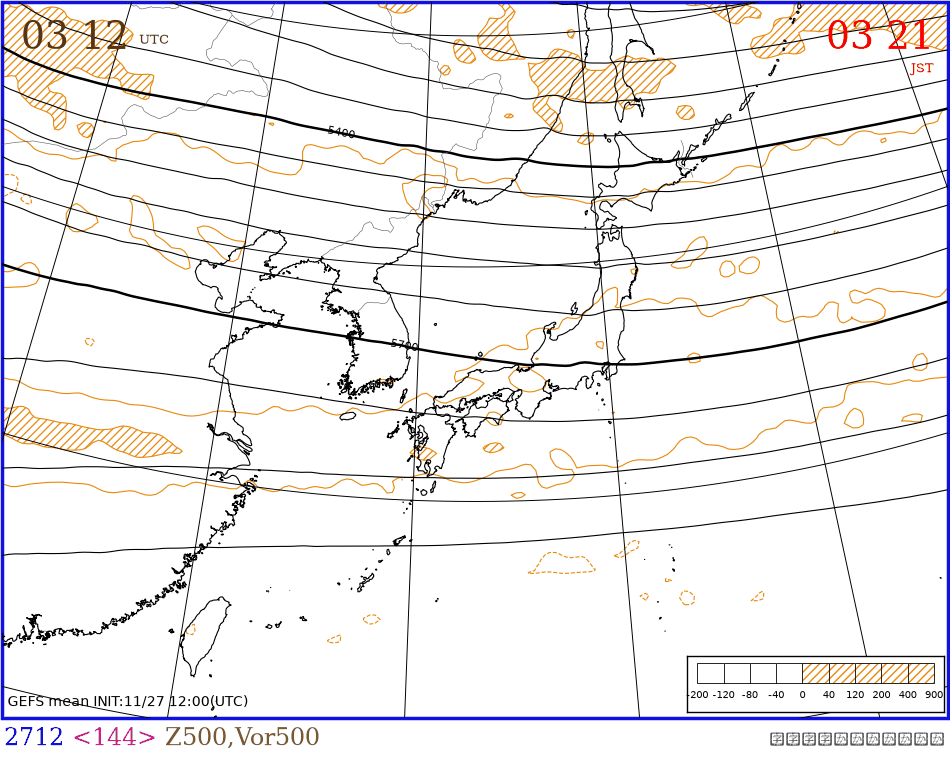 03 12 UTC
03 21
JST
5400
5700
-200 -120 -80 -40 0 40 120 200 400 900
GEFS mean INIT:11/27 12:00(UTC)
2712 <144> Z500,Vor500